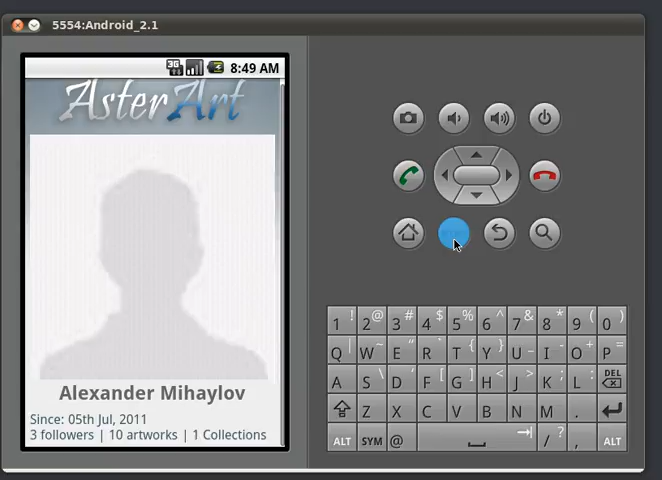 5554:Android_2.1
3G 8:49 AM
AsterArt
Alexander Mihaylov
Since: 05th Jul, 2011
3 followers | 10 artworks | 1 Collections
1 ! 2 @ 3 # 4 $ 5 % 6 ^ 7 & 8 * 9 ( 0 )
Q | W ~ E " R ` T { Y } U _ I - O + P =
A S \ D ' F [ G ] H < J > K ; L : DEL
Z X C V B N M .
ALT SYM @ / ? , ALT